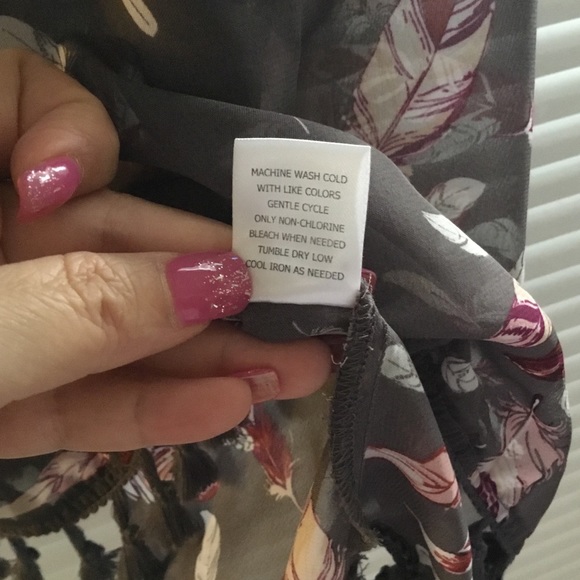 MACHINE WASH COLD
WITH LIKE COLORS
GENTLE CYCLE
ONLY NON-CHLORINE
BLEACH WHEN NEEDED
TUMBLE DRY LOW
COOL IRON AS NEEDED